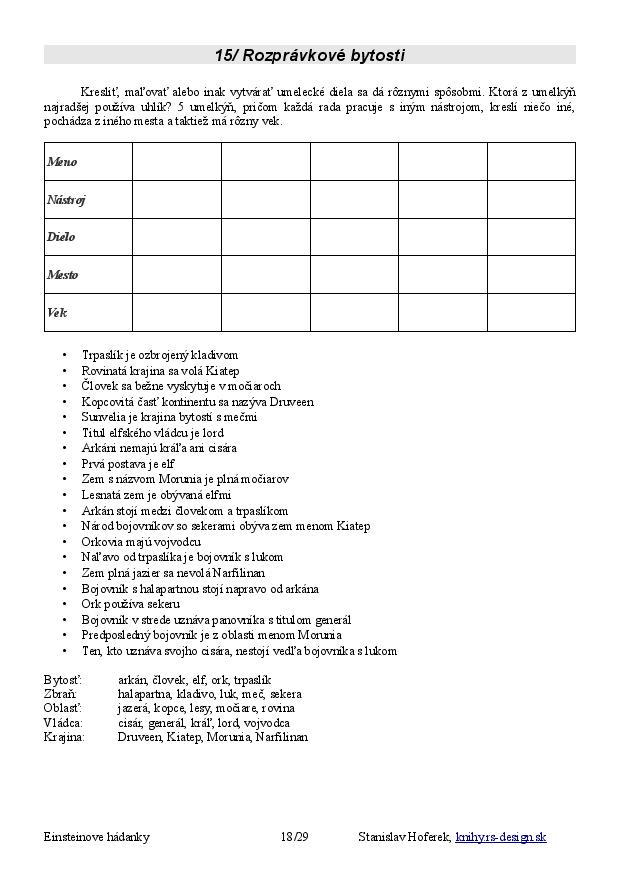 15/ Rozprávkové bytosti
Kresliť, maľovať alebo inak vytvárať umelecké diela sa dá rôznymi spôsobmi. Ktorá z umelkýň
najradšej používa uhlík? 5 umelkýň, pričom každá rada pracuje s iným nástrojom, kreslí niečo iné,
pochádza z iného mesta a taktiež má rôzny vek.
Meno
Nástroj
Dielo
Mesto
Vek
• Trpaslík je ozbrojený kladivom
• Rovinatá krajina sa volá Kiatep
• Človek sa bežne vyskytuje v močiaroch
• Kopcovitá časť kontinentu sa nazýva Druveen
• Sunvelia je krajina bytostí s mečmi
• Titul elfského vládcu je lord
• Arkáni nemajú kráľa ani cisára
• Prvá postava je elf
• Zem s názvom Morunia je plná močiarov
• Lesnatá zem je obývaná elfmi
• Arkán stojí medzi človekom a trpaslíkom
• Národ bojovníkov so sekerami obýva zem menom Kiatep
• Orkovia majú vojvodcu
• Naľavo od trpaslíka je bojovník s lukom
• Zem plná jazier sa nevolá Narfilinan
• Bojovník s halapartnou stojí napravo od arkána
• Ork používa sekeru
• Bojovník v strede uznáva panovníka s titulom generál
• Predposledný bojovník je z oblasti menom Morunia
• Ten, kto uznáva svojho cisára, nestojí vedľa bojovníka s lukom
Bytosť: arkán, človek, elf, ork, trpaslík
Zbraň: halapartna, kladivo, luk, meč, sekera
Oblasť: jazerá, kopce, lesy, močiare, rovina
Vládca: cisár, generál, kráľ, lord, vojvodca
Krajina: Druveen, Kiatep, Morunia, Narfilinan
Einsteinove hádanky 18/29 Stanislav Hoferek, knihy.rs-design.sk